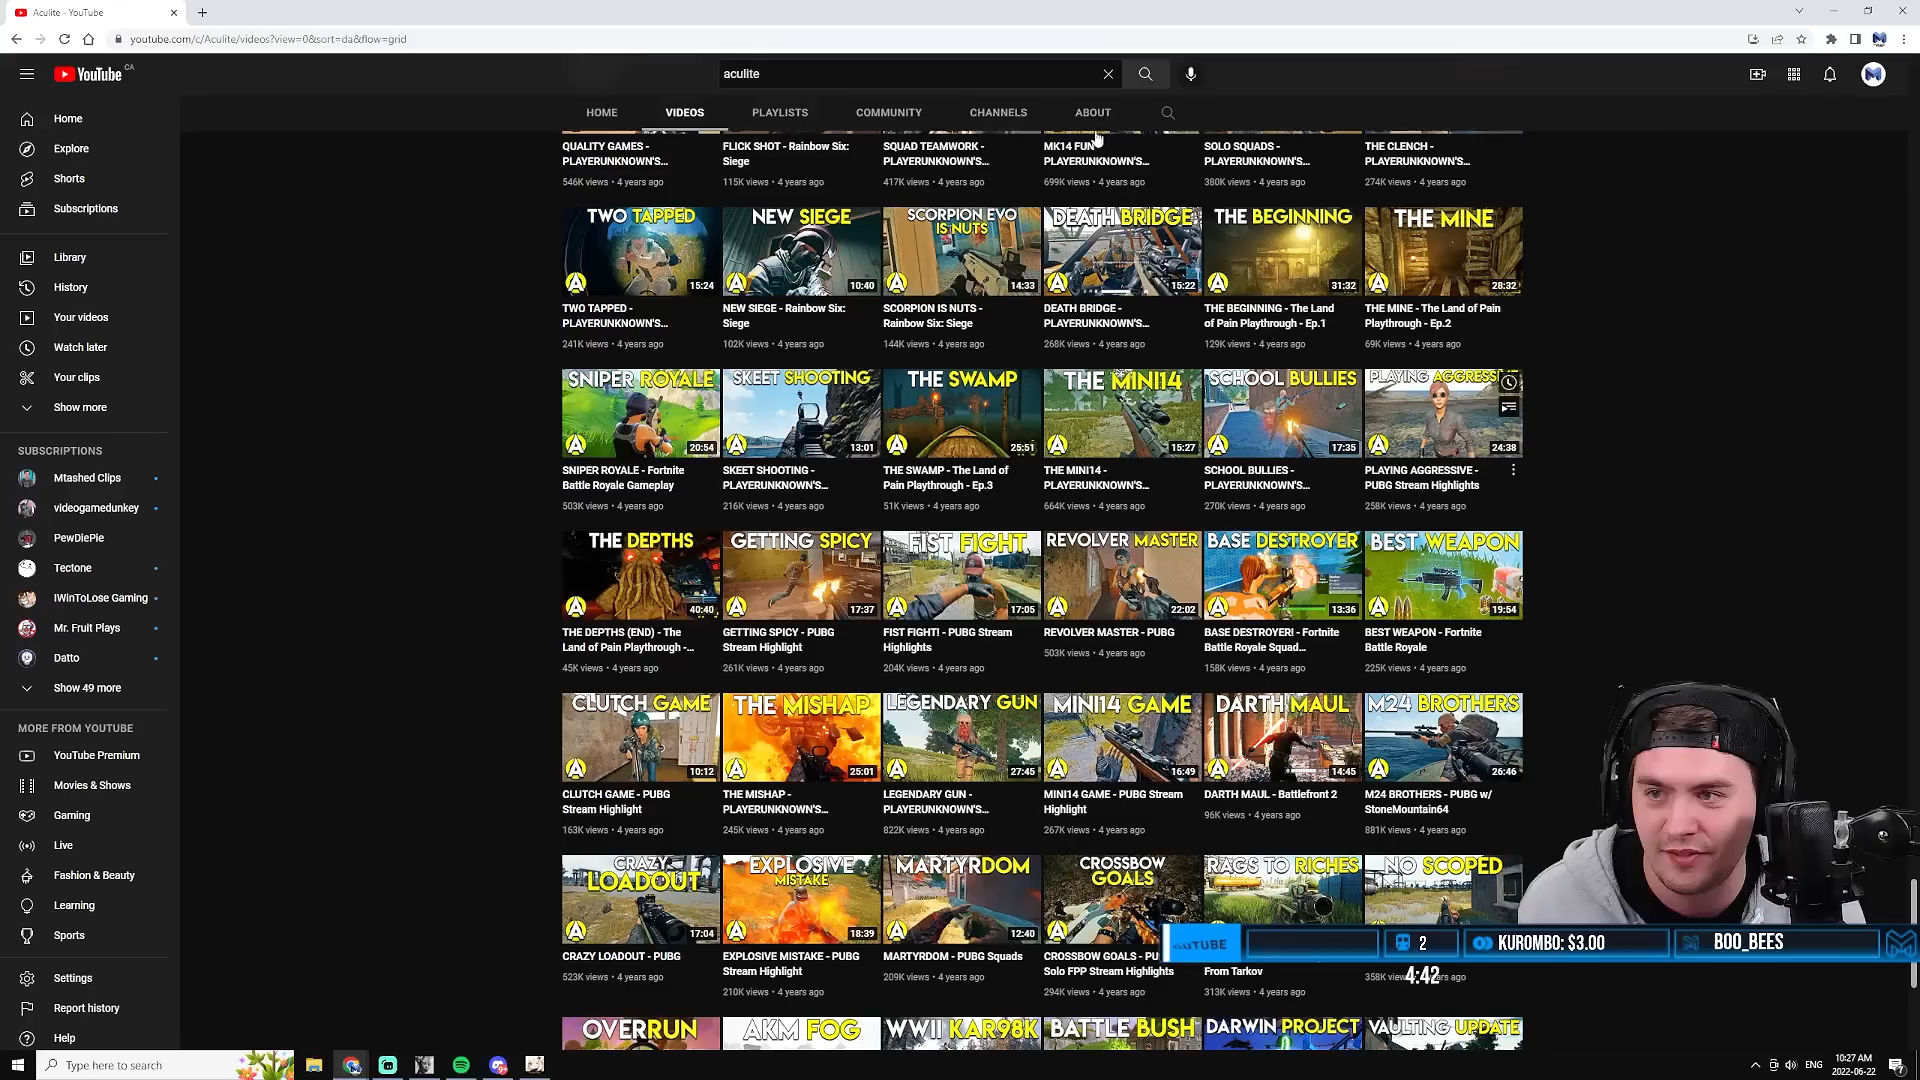 Aculite - YouTube
youtube.com/c/Aculite/videos?view=0&sort=da&flow=grid
YouTube CA
aculite
HOME
VIDEOS
PLAYLISTS
COMMUNITY
CHANNELS
ABOUT
Home
Explore
Shorts
Subscriptions
Library
History
Your videos
Watch later
Your clips
Show more
SUBSCRIPTIONS
Mtashed Clips
videogamedunkey
PewDiePie
Tectone
IWinToLose Gaming
Mr. Fruit Plays
Datto
Show 49 more
MORE FROM YOUTUBE
YouTube Premium
Movies & Shows
Gaming
Live
Fashion & Beauty
Learning
Sports
Settings
Report history
Help
QUALITY GAMES -
PLAYERUNKNOWN'S...
546K views • 4 years ago
FLICK SHOT - Rainbow Six:
Siege
115K views • 4 years ago
SQUAD TEAMWORK -
PLAYERUNKNOWN'S...
417K views • 4 years ago
MK14 FUN
PLAYERUNKNOWN'S...
699K views • 4 years ago
SOLO SQUADS -
PLAYERUNKNOWN'S...
380K views • 4 years ago
THE CLENCH -
PLAYERUNKNOWN'S...
274K views • 4 years ago
TWO TAPPED
15:24
TWO TAPPED -
PLAYERUNKNOWN'S...
241K views • 4 years ago
NEW SIEGE
10:40
NEW SIEGE - Rainbow Six:
Siege
102K views • 4 years ago
SCORPION EVO
IS NUTS
14:33
SCORPION IS NUTS -
Rainbow Six: Siege
144K views • 4 years ago
DEATH BRIDGE
15:22
DEATH BRIDGE -
PLAYERUNKNOWN'S...
268K views • 4 years ago
THE BEGINNING
31:32
THE BEGINNING - The Land
of Pain Playthrough - Ep.1
129K views • 4 years ago
THE MINE
28:32
THE MINE - The Land of Pain
Playthrough - Ep.2
69K views • 4 years ago
SNIPER ROYALE
20:54
SNIPER ROYALE - Fortnite
Battle Royale Gameplay
503K views • 4 years ago
SKEET SHOOTING
13:01
SKEET SHOOTING -
PLAYERUNKNOWN'S...
216K views • 4 years ago
THE SWAMP
25:51
THE SWAMP - The Land of
Pain Playthrough - Ep.3
51K views • 4 years ago
THE MINI14
15:27
THE MINI14 -
PLAYERUNKNOWN'S...
664K views • 4 years ago
SCHOOL BULLIES
17:35
SCHOOL BULLIES -
PLAYERUNKNOWN'S...
270K views • 4 years ago
PLAYING AGGRESS
24:38
PLAYING AGGRESSIVE -
PUBG Stream Highlights
258K views • 4 years ago
THE DEPTHS
40:40
THE DEPTHS (END) - The
Land of Pain Playthrough -...
45K views • 4 years ago
GETTING SPICY
17:37
GETTING SPICY - PUBG
Stream Highlight
261K views • 4 years ago
FIST FIGHT
17:05
FIST FIGHT! - PUBG Stream
Highlights
204K views • 4 years ago
REVOLVER MASTER
22:02
REVOLVER MASTER - PUBG
503K views • 4 years ago
BASE DESTROYER
13:36
BASE DESTROYER! - Fortnite
Battle Royale Squad...
158K views • 4 years ago
BEST WEAPON
19:54
BEST WEAPON - Fortnite
Battle Royale
225K views • 4 years ago
CLUTCH GAME
10:12
CLUTCH GAME - PUBG
Stream Highlight
163K views • 4 years ago
THE MISHAP
25:01
THE MISHAP -
PLAYERUNKNOWN'S...
245K views • 4 years ago
LEGENDARY GUN
27:45
LEGENDARY GUN -
PLAYERUNKNOWN'S...
822K views • 4 years ago
MINI14 GAME
16:49
MINI14 GAME - PUBG Stream
Highlight
267K views • 4 years ago
DARTH MAUL
14:45
DARTH MAUL - Battlefront 2
96K views • 4 years ago
M24 BROTHERS
26:46
M24 BROTHERS - PUBG w/
StoneMountain64
881K views • 4 years ago
CRAZY
LOADOUT
17:04
CRAZY LOADOUT - PUBG
523K views • 4 years ago
EXPLOSIVE
MISTAKE
18:39
EXPLOSIVE MISTAKE - PUBG
Stream Highlight
210K views • 4 years ago
MARTYRDOM
12:40
MARTYRDOM - PUBG Squads
209K views • 4 years ago
CROSSBOW
GOALS
CROSSBOW GOALS - PU
Solo FPP Stream Highlights
294K views • 4 years ago
RAGS TO RICHES
From Tarkov
313K views • 4 years ago
NO SCOPED
358K
ago
2
KUROMBO: $3.00
BOO_BEES
4:42
OVERRUN
AKM FOG
WWII KAR98K
BATTLE BUSH
DARWIN PROJECT
VAULTING UPDATE
Type here to search
ENG
10:27 AM
2022-06-22
7